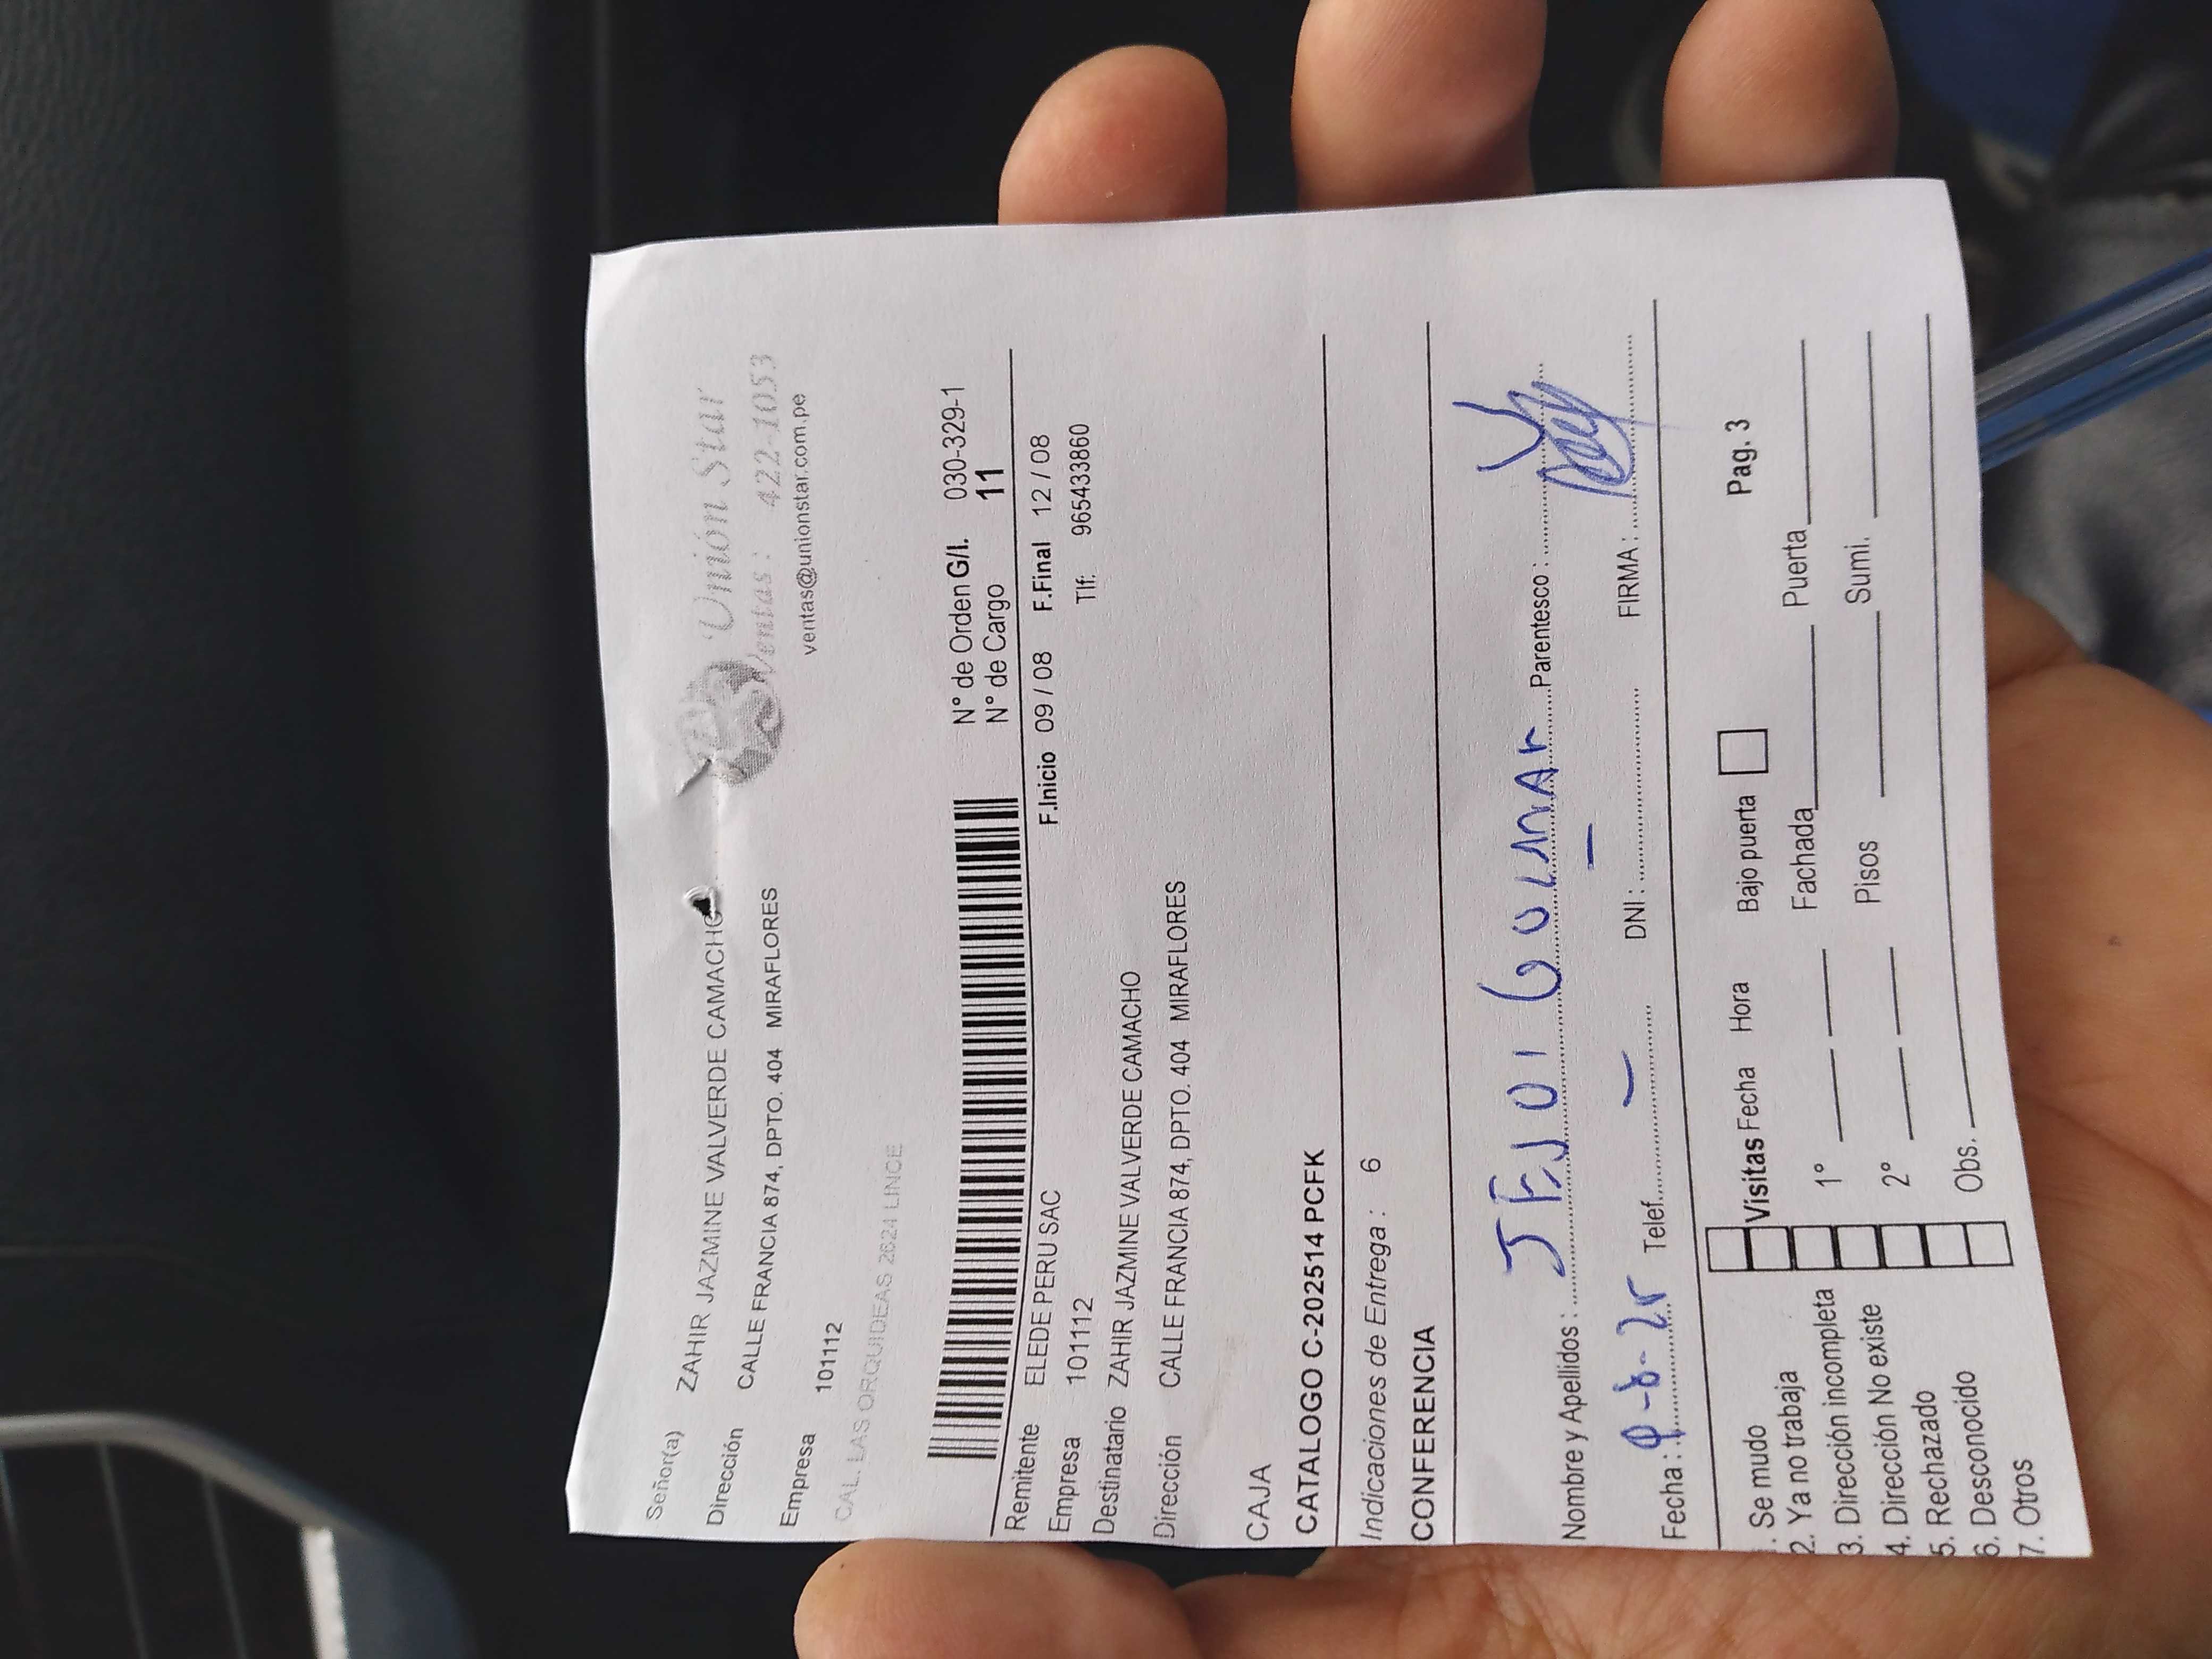 Unión Star
Ventas: 422-1053
ventas@unionstar.com.pe
Señor(a) ZAHIR JAZMINE VALVERDE CAMACHO
Dirección CALLE FRANCIA 874, DPTO. 404 MIRAFLORES
Empresa 101112
CAL. LAS ORQUIDEAS 2624 LINCE
N° de Orden G/I. 030-329-1
N° de Cargo 11
Remitente ELEDE PERU SAC F.Inicio 09 / 08 F.Final 12 / 08
Empresa 101112 Tlf: 965433860
Destinatario ZAHIR JAZMINE VALVERDE CAMACHO
Dirección CALLE FRANCIA 874, DPTO. 404 MIRAFLORES
CAJA
CATALOGO C-202514 PCFK
Indicaciones de Entrega : 6
CONFERENCIA
Nombre y Apellidos : Parentesco :
Fecha : Telef. DNI : FIRMA :
1. Se mudo
2. Ya no trabaja
3. Dirección incompleta
4. Dirección No existe
5. Rechazado
6. Desconocido
7. Otros
Visitas Fecha Hora Bajo puerta Pag. 3
1° Fachada Puerta
2° Pisos Sumi.
Obs.